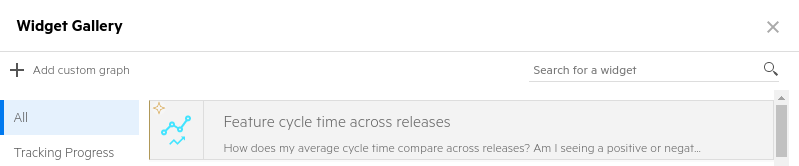 Widget Gallery
Add custom graph
Search for a widget
All
Feature cycle time across releases
How does my average cycle time compare across releases? Am I seeing a positive or negat...
Tracking Progress